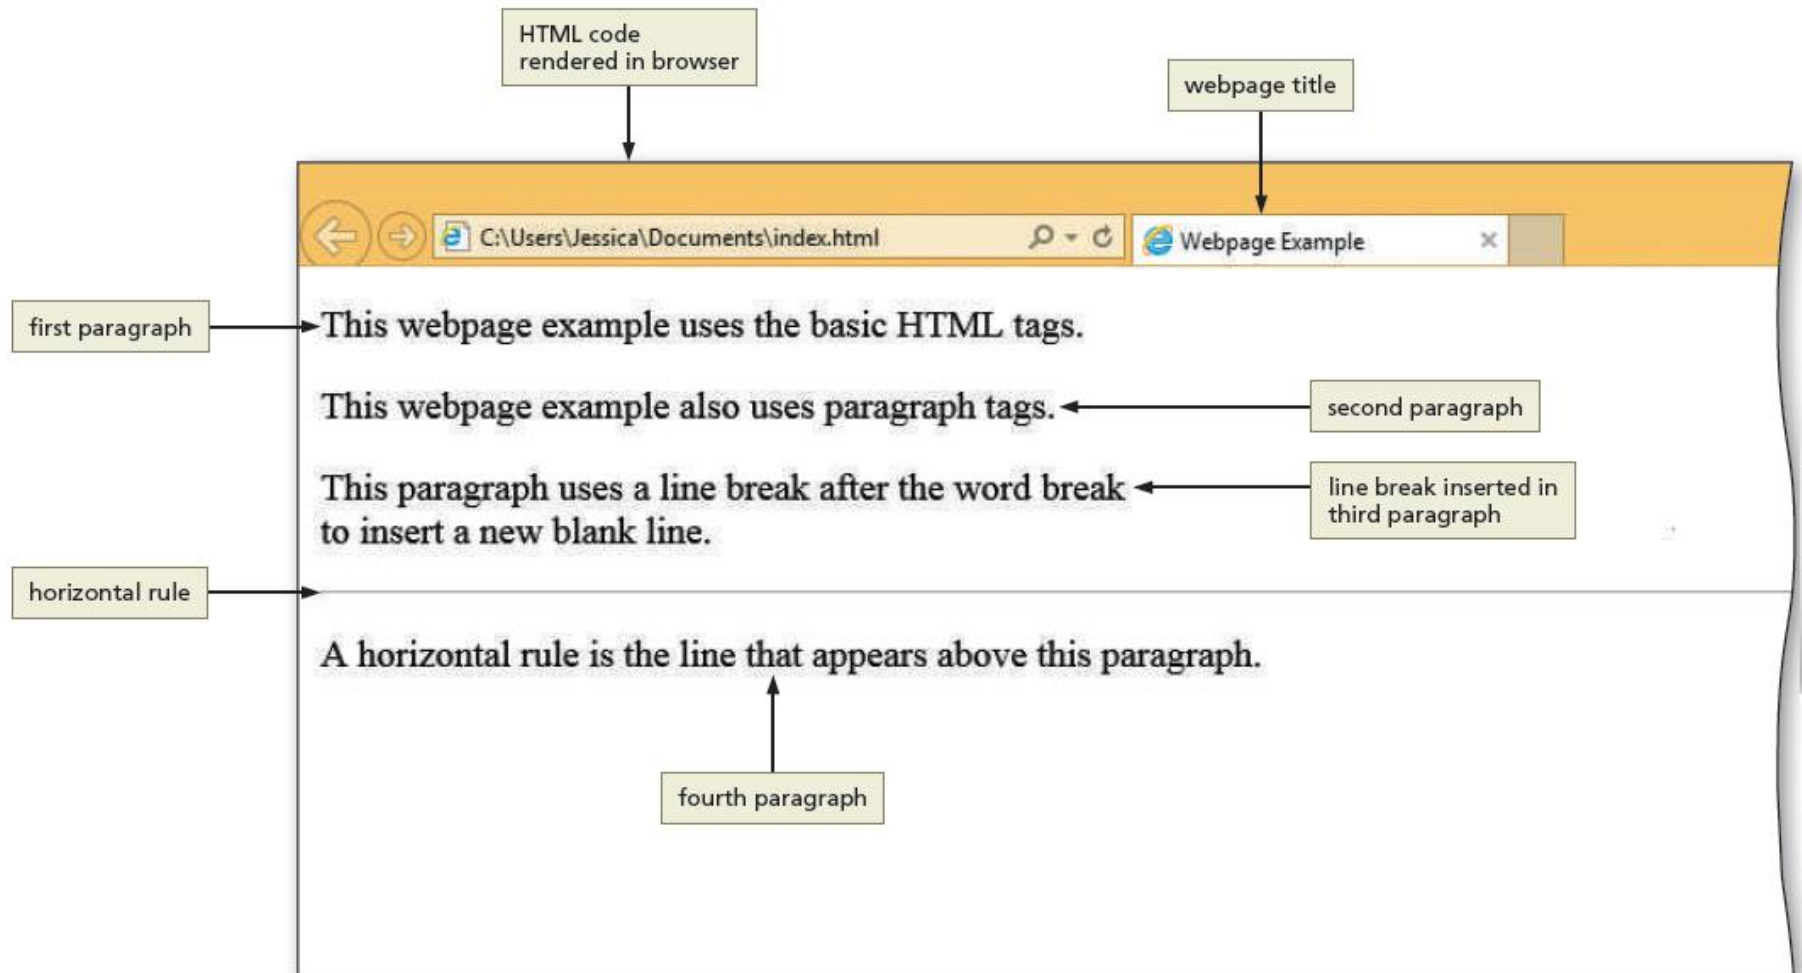 HTML code
rendered in browser
webpage title
C:\Users\Jessica\Documents\index.html
Webpage Example
first paragraph
This webpage example uses the basic HTML tags.
This webpage example also uses paragraph tags.
second paragraph
This paragraph uses a line break after the word break
to insert a new blank line.
line break inserted in
third paragraph
horizontal rule
A horizontal rule is the line that appears above this paragraph.
fourth paragraph